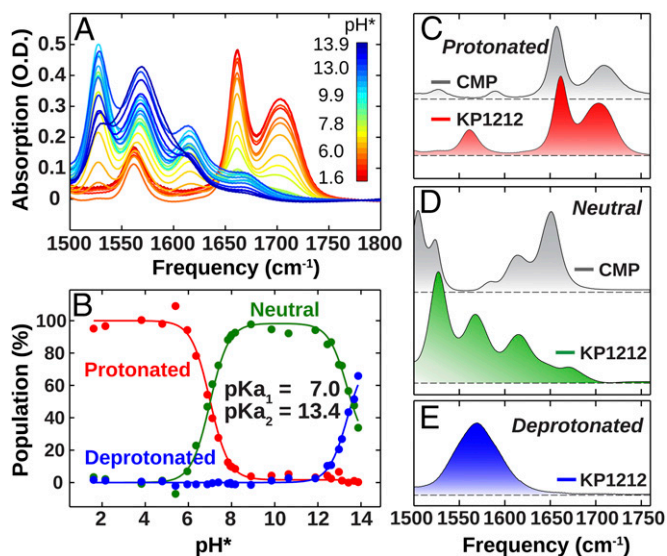 A
pH*
13.9
13.0
9.9
7.8
6.6
1.6
Absorption (O.D.)
0.5
0.4
0.3
0.2
0.1
0
1500 1550 1600 1650 1700 1750 1800
Frequency (cm⁻¹)
B
Neutral
Protonated
pKa₁ = 7.0
pKa₂ = 13.4
Deprotonated
Population (%)
100
80
60
40
20
0
2 4 6 8 10 12 14
pH*
C
Protonated
CMP
KP1212
D
Neutral
CMP
KP1212
E
Deprotonated
KP1212
1500 1550 1600 1650 1700 1750
Frequency (cm⁻¹)